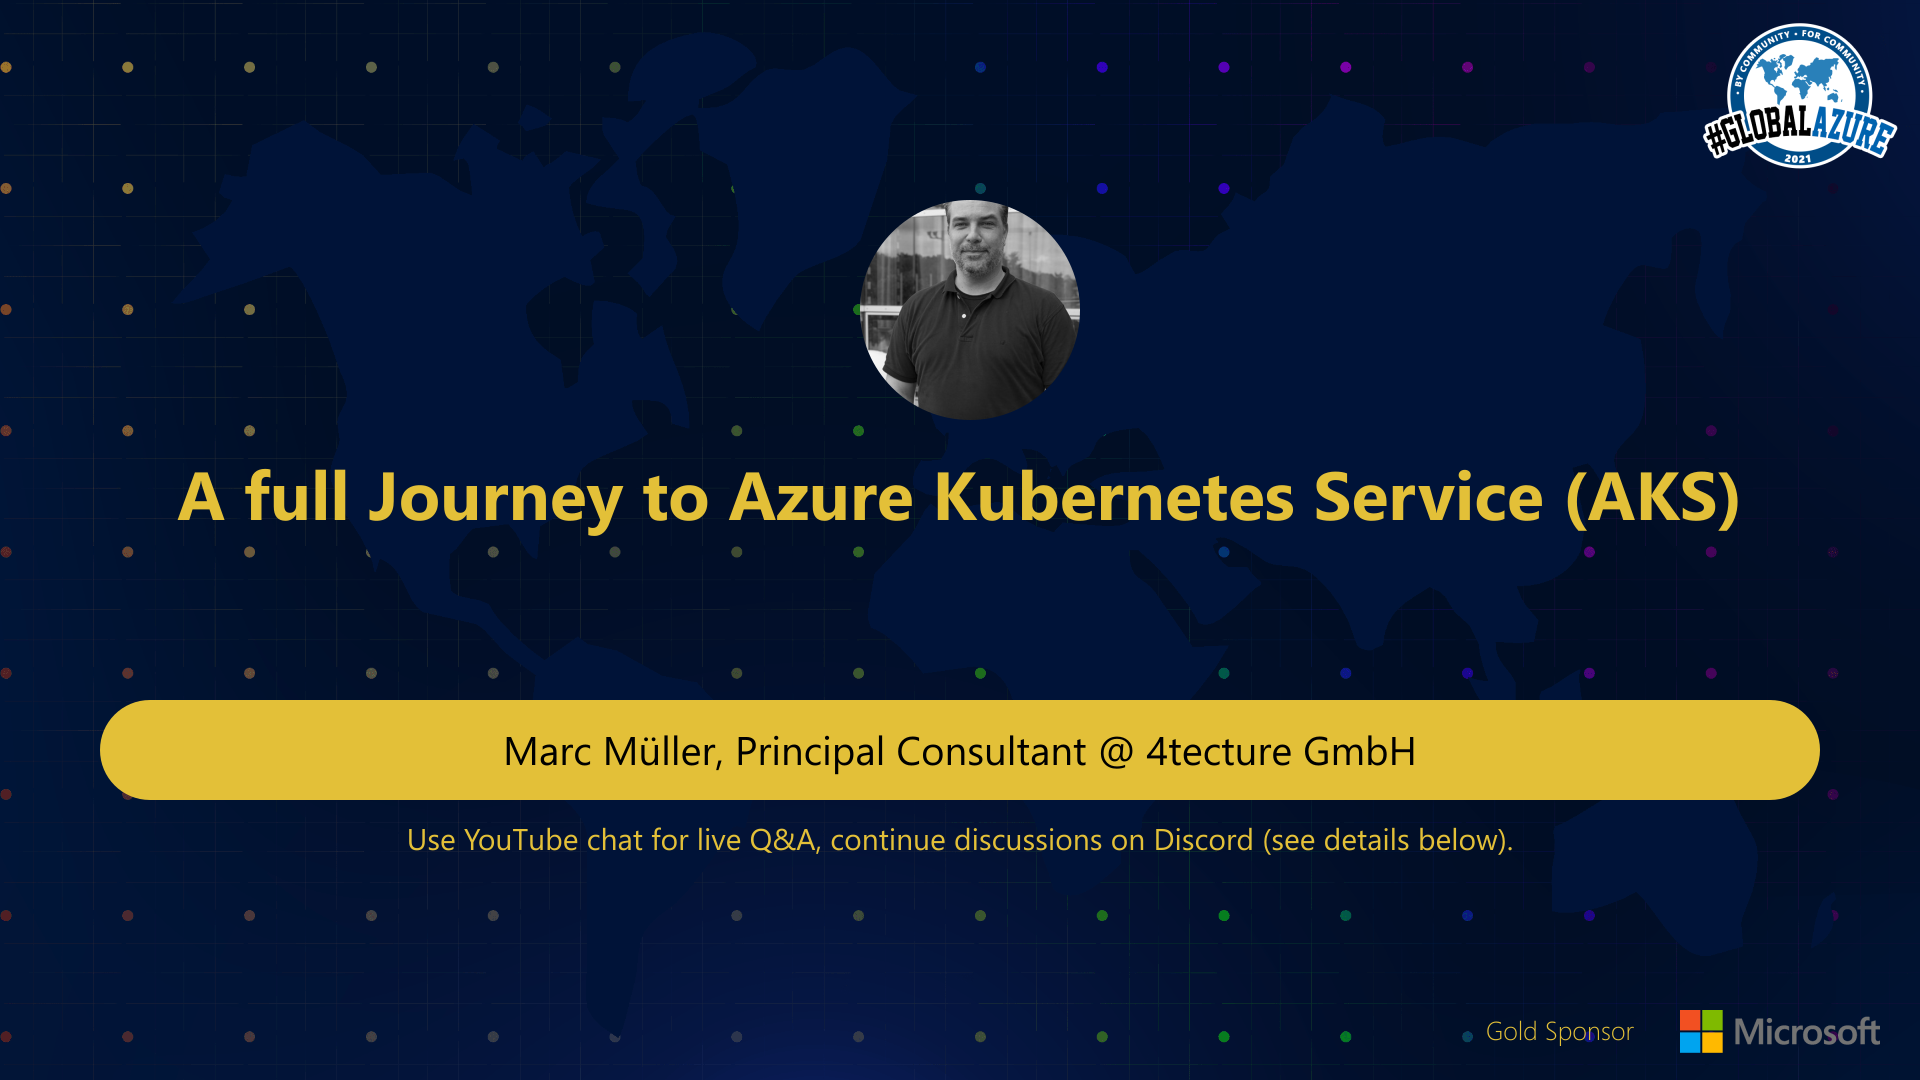 • BY COMMUNITY • FOR COMMUNITY •
#GLOBALAZURE
2021
A full Journey to Azure Kubernetes Service (AKS)
Marc Müller, Principal Consultant @ 4tecture GmbH
Use YouTube chat for live Q&A, continue discussions on Discord (see details below).
Gold Sponsor
Microsoft